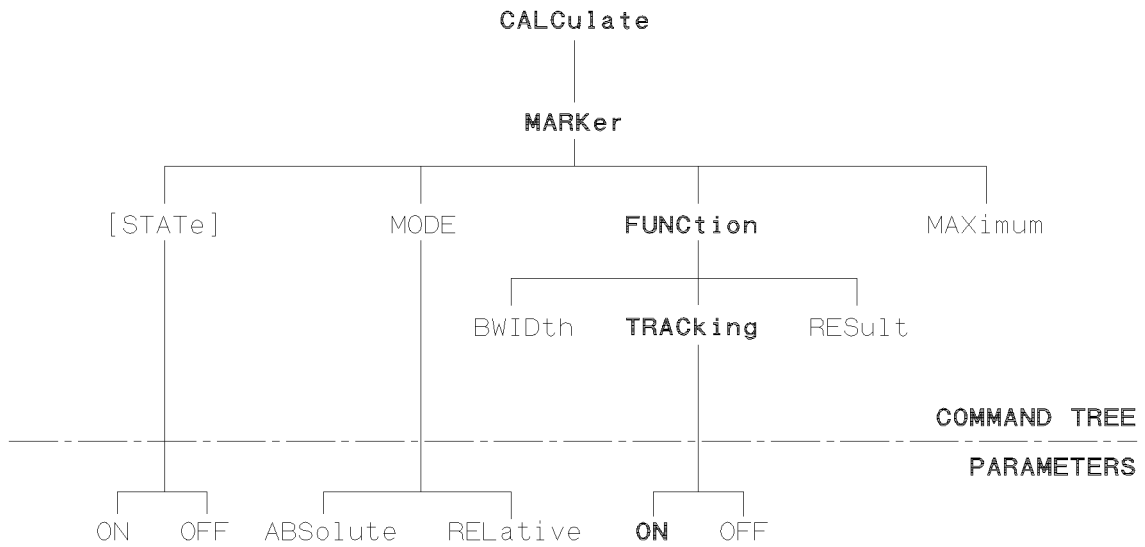 CALCulate
MARKer
[STATe] MODE FUNCtion MAXimum
BWIDth TRACking RESult
COMMAND TREE
PARAMETERS
ON OFF ABSolute RELative ON OFF